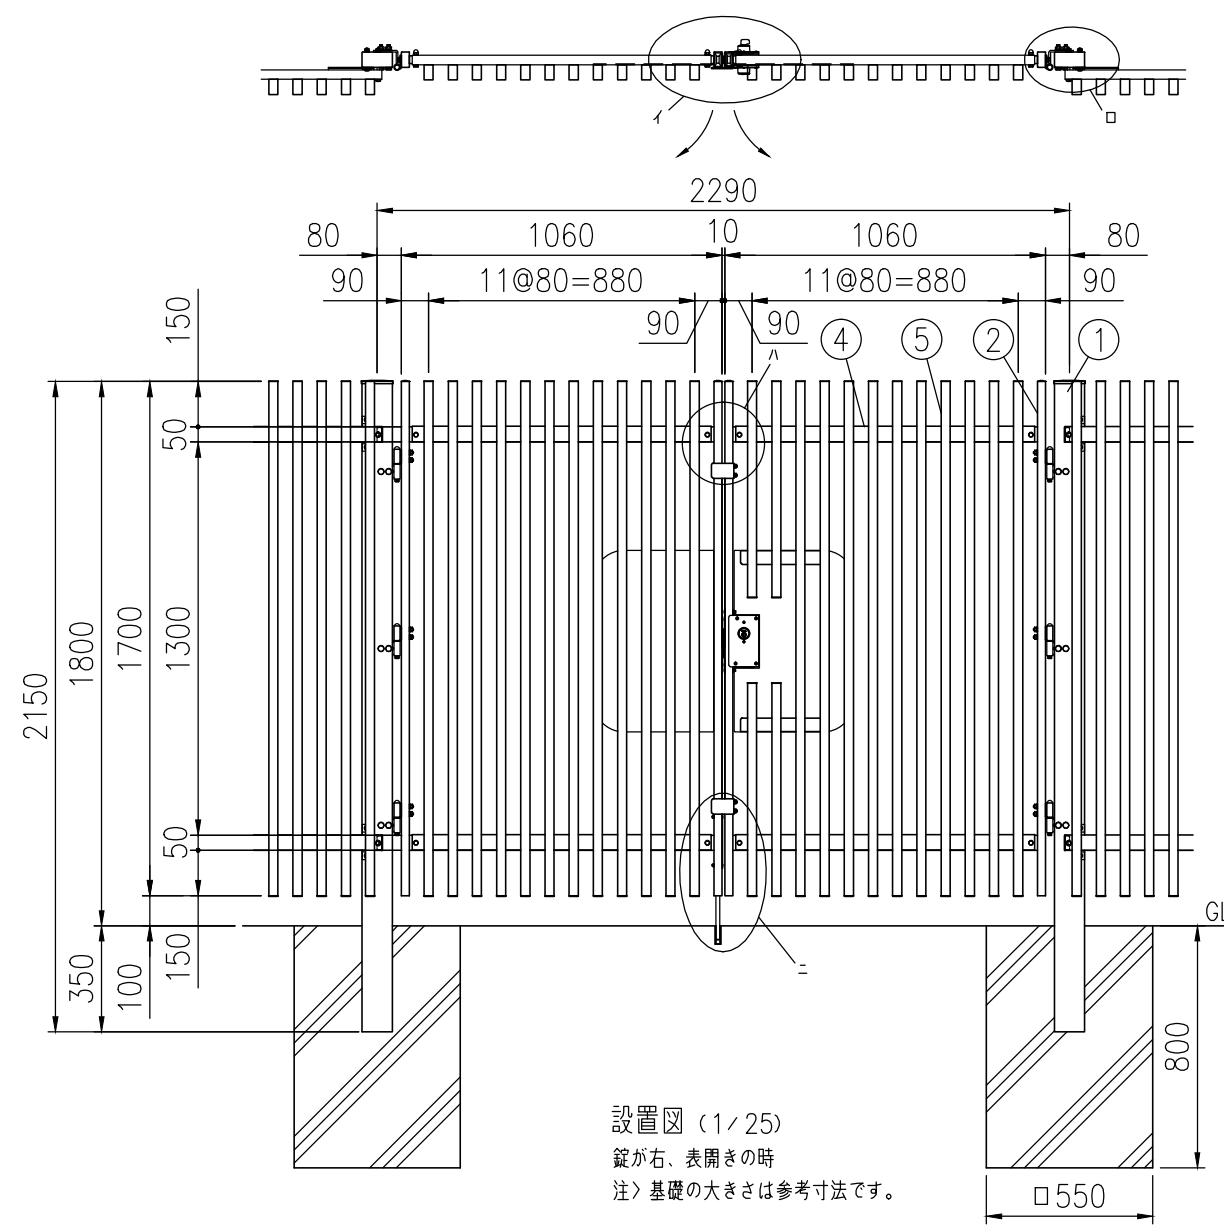 イ
ロ
2290
80 1060 10 1060 80
90 11@80=880 11@80=880 90
90 90
ハ
④ ⑤ ② ①
150
50
1300
50
150
1700
100
1800
350
2150
GL
ニ
800
□550
設置図 (1/25)
錠が右、表開きの時
注〉基礎の大きさは参考寸法です。